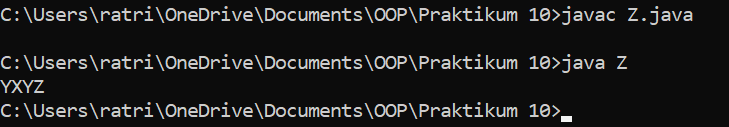 C:\Users\ratri\OneDrive\Documents\OOP\Praktikum 10>javac Z.java
C:\Users\ratri\OneDrive\Documents\OOP\Praktikum 10>java Z
YXYZ
C:\Users\ratri\OneDrive\Documents\OOP\Praktikum 10>